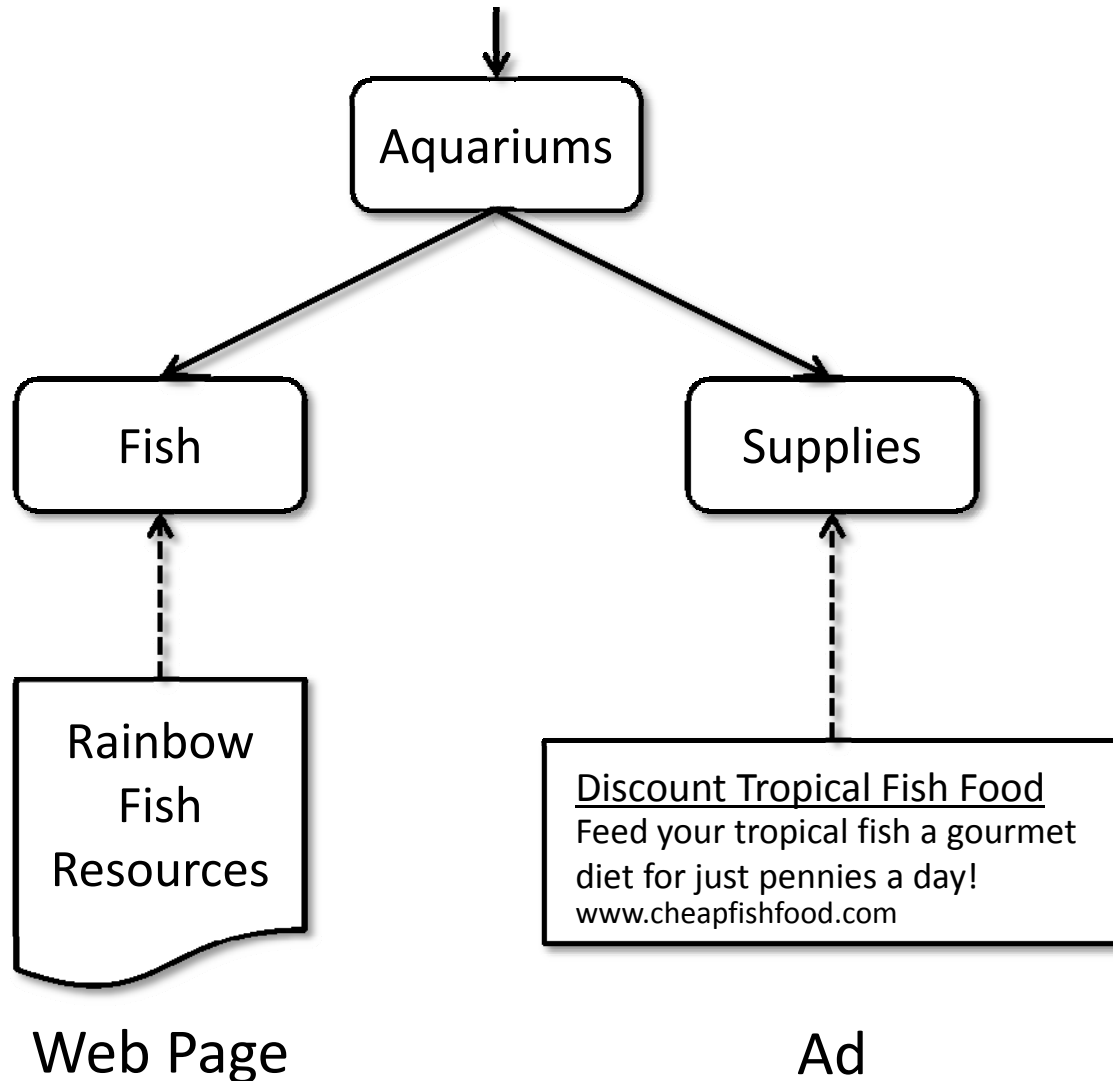 Aquariums
Fish
Supplies
Rainbow
Fish
Resources
Discount Tropical Fish Food
Feed your tropical fish a gourmet
diet for just pennies a day!
www.cheapfishfood.com
Web Page
Ad